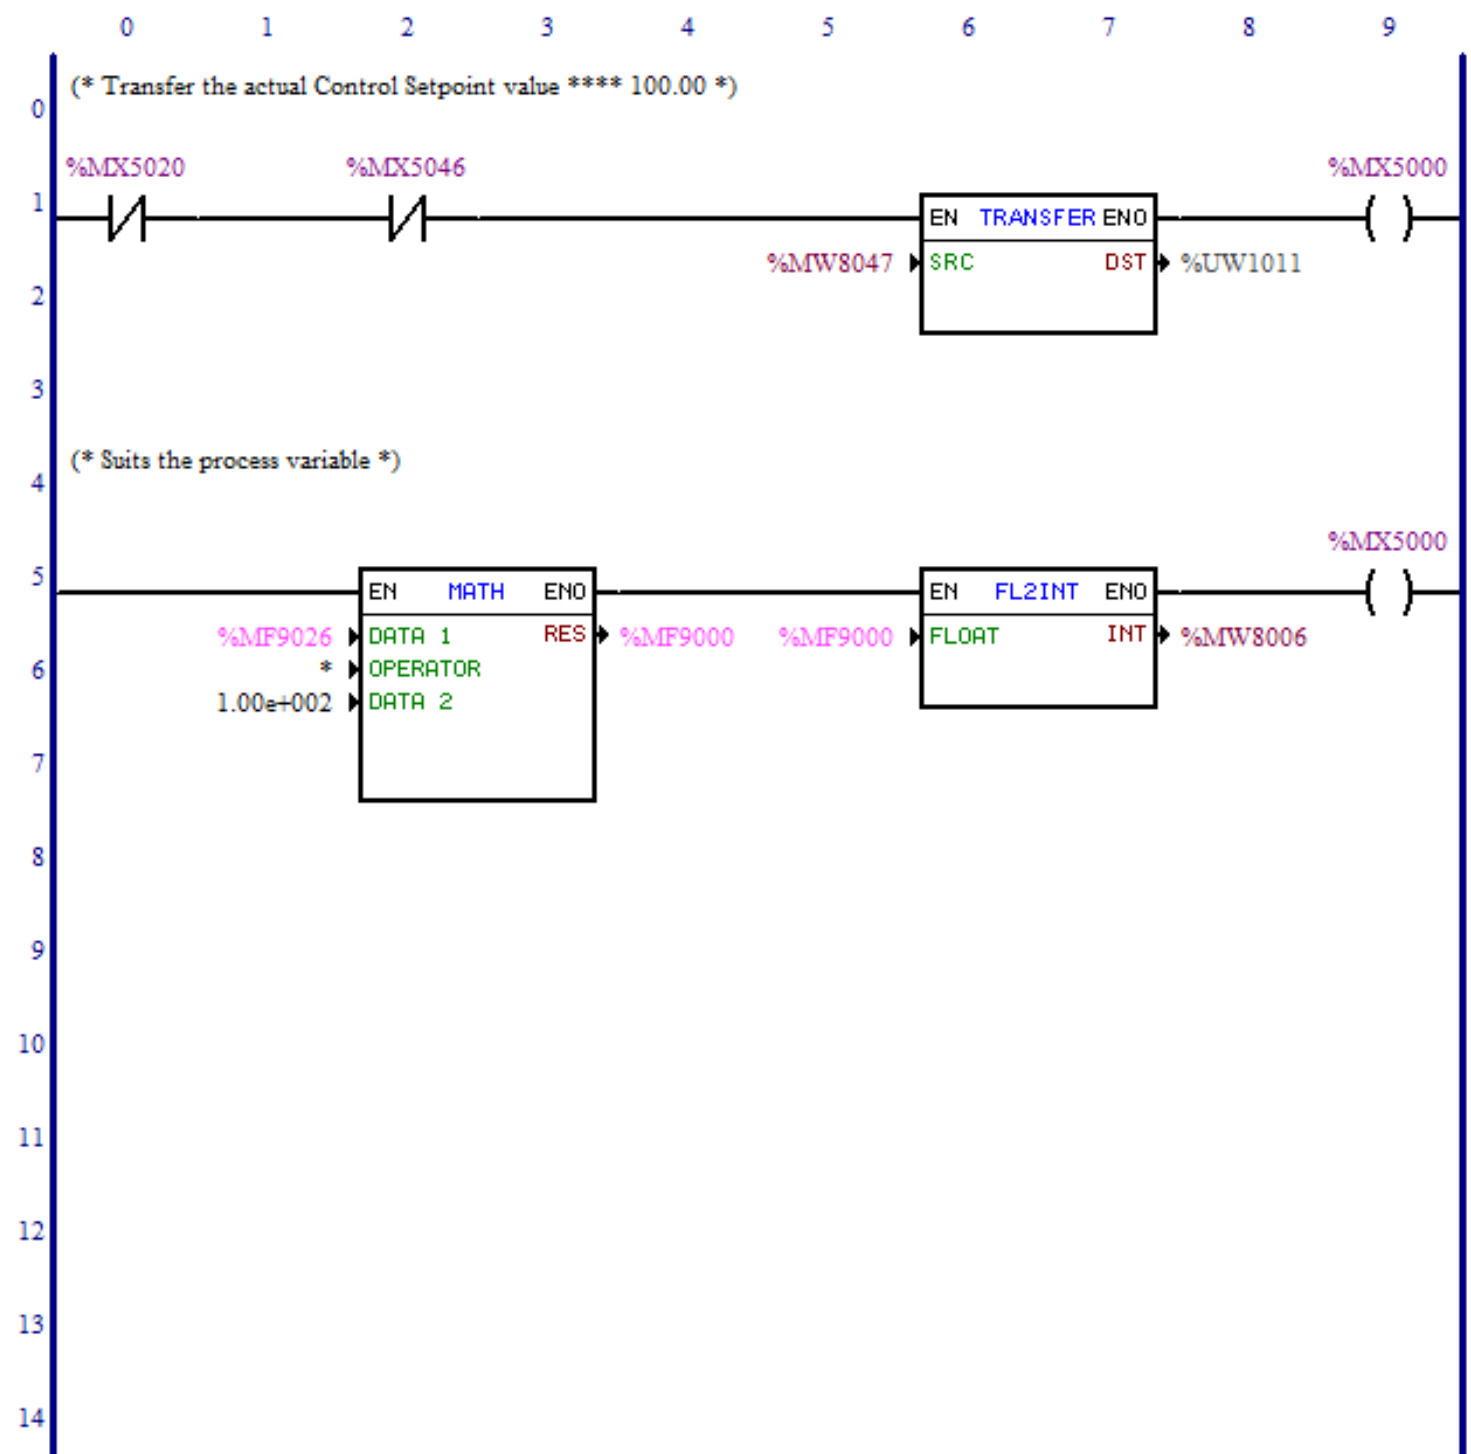 0 1 2 3 4 5 6 7 8 9
(* Transfer the actual Control Setpoint value **** 100.00 *)
0
%MX5020 %MX5046 %MX5000
1
EN TRANSFER ENO
%MW8047 SRC DST %UW1011
2
3
(* Suits the process variable *)
4
%MX5000
5
EN MATH ENO EN FL2INT ENO
%MF9026 DATA 1 RES %MF9000 %MF9000 FLOAT INT %MW8006
6 * OPERATOR
1.00e+002 DATA 2
7
8
9
10
11
12
13
14